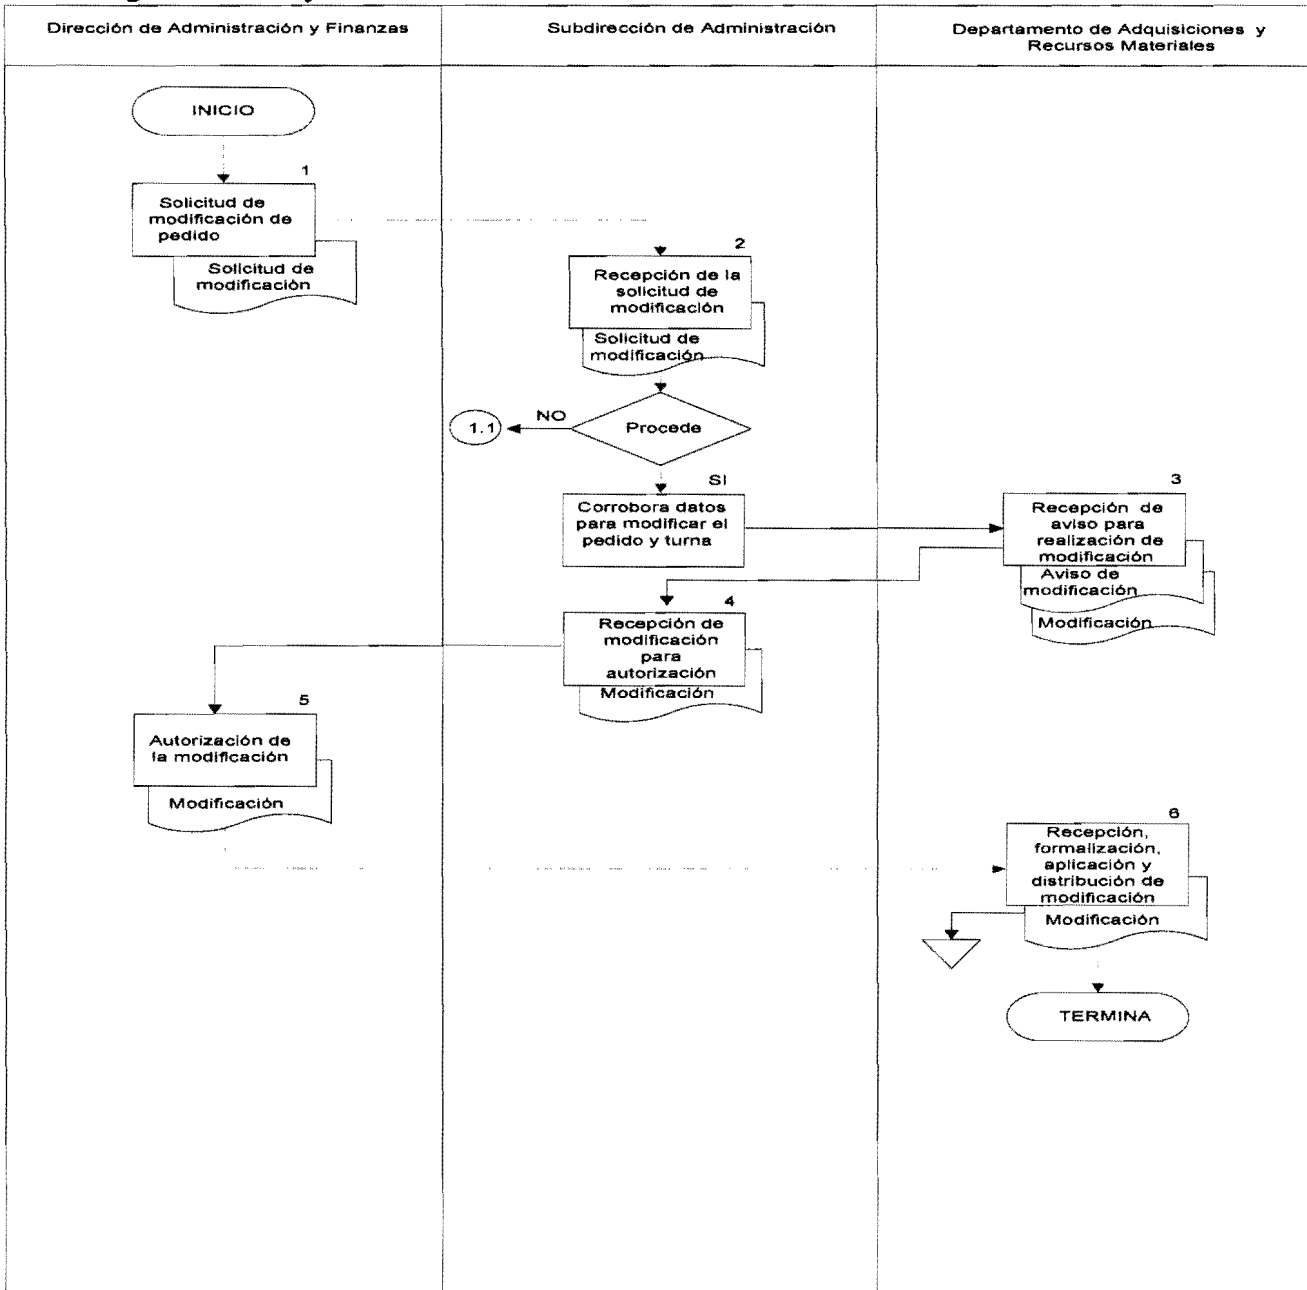 Dirección de Administración y Finanzas
Subdirección de Administración
Departamento de Adquisiciones y
Recursos Materiales
INICIO
1
Solicitud de
modificación de
pedido
Solicitud de
modificación
2
Recepción de la
solicitud de
modificación
Solicitud de
modificación
Procede
NO
1.1
SI
Corrobora datos
para modificar el
pedido y turna
3
Recepción de
aviso para
realización de
modificación
Aviso de
modificación
Modificación
4
Recepción de
modificación
para
autorización
Modificación
5
Autorización de
la modificación
Modificación
6
Recepción,
formalización,
aplicación y
distribución de
modificación
Modificación
TERMINA